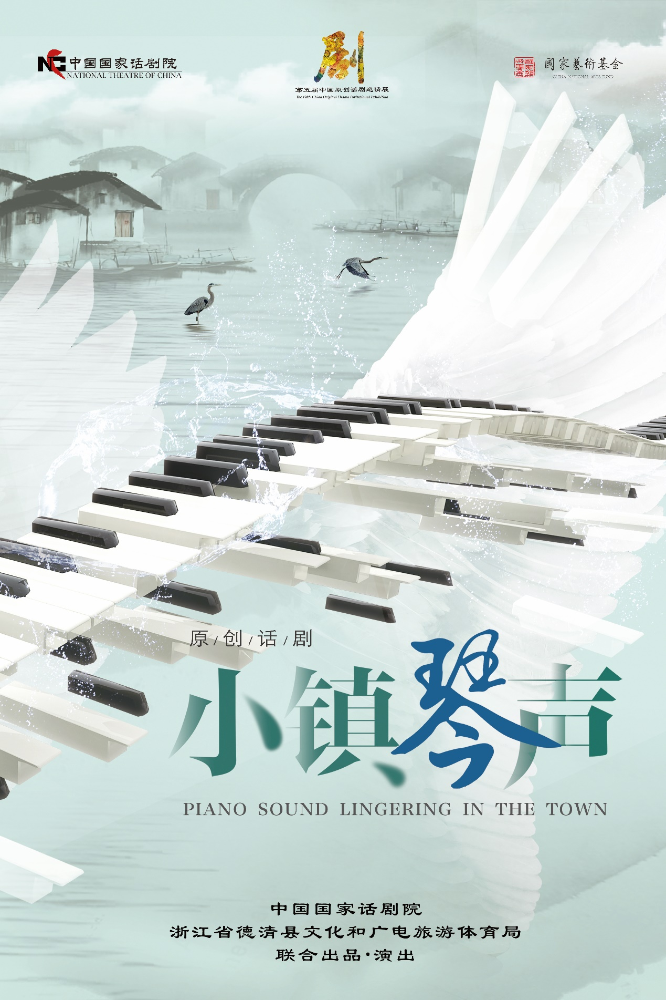 中国国家话剧院
NATIONAL THEATRE OF CHINA
剧
第五届中国原创话剧邀请展
The Fifth China Original Drama Invitational Exhibition
國家藝術基金
CHINA NATIONAL ARTS FUND
原/创/话/剧
小镇琴声
PIANO SOUND LINGERING IN THE TOWN
中国国家话剧院
浙江省德清县文化和广电旅游体育局
联合出品·演出